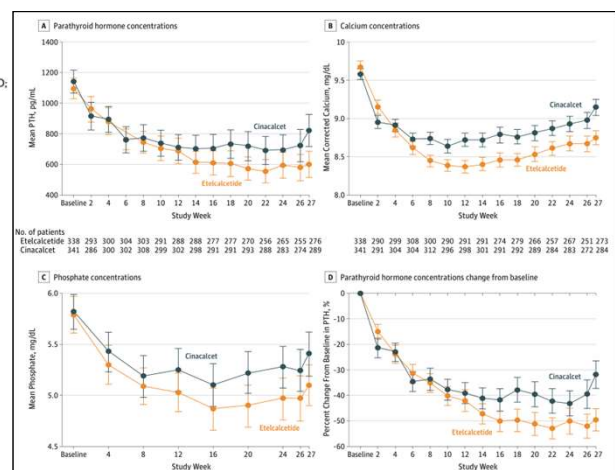 o,
A Parathyroid hormone concentrations
1400
1200
1000
800
600
400
Mean PTH, pg/mL
Cinacalcet
Etelcalcetide
Baseline 2 4 6 8 10 12 14 16 18 20 22 24 26 27
Study Week
B Calcium concentrations
9.5
9.0
8.5
8.0
Mean Corrected Calcium, mg/dL
Cinacalcet
Etelcalcetide
Baseline 2 4 6 8 10 12 14 16 18 20 22 24 26 27
Study Week
No. of patients
Etelcalcetide 338 293 300 304 303 291 288 288 277 277 270 256 265 255 276
Cinacalcet 341 286 300 302 308 299 302 298 291 291 293 288 283 274 289
338 290 299 308 300 290 291 291 274 279 266 257 267 251 273
341 291 304 304 312 296 298 301 291 292 289 284 283 272 284
C Phosphate concentrations
6.0
5.5
5.0
4.5
Mean Phosphate, mg/dL
Cinacalcet
Etelcalcetide
Baseline 4 8 12 16 20 24 26 27
Study Week
D Parathyroid hormone concentrations change from baseline
0
-10
-20
-30
-40
-50
-60
Percent Change From Baseline in PTH, %
Cinacalcet
Etelcalcetide
Baseline 2 4 6 8 10 12 14 16 18 20 22 24 26 27
Study Week